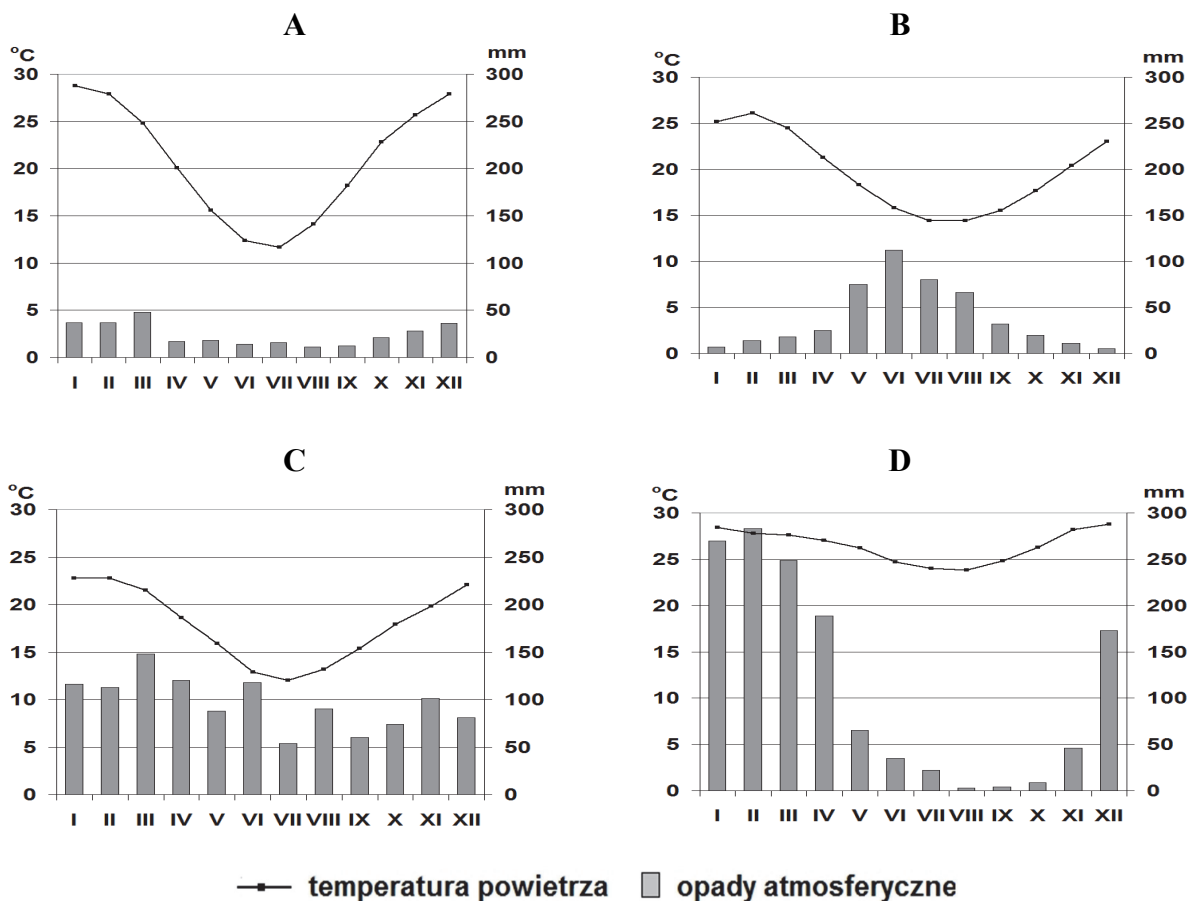 A
°C mm
30 300
25 250
20 200
15 150
10 100
5 50
0 0
I II III IV V VI VII VIII IX X XI XII
B
°C mm
30 300
25 250
20 200
15 150
10 100
5 50
0 0
I II III IV V VI VII VIII IX X XI XII
C
°C mm
30 300
25 250
20 200
15 150
10 100
5 50
0 0
I II III IV V VI VII VIII IX X XI XII
D
°C mm
30 300
25 250
20 200
15 150
10 100
5 50
0 0
I II III IV V VI VII VIII IX X XI XII
temperatura powietrza opady atmosferyczne